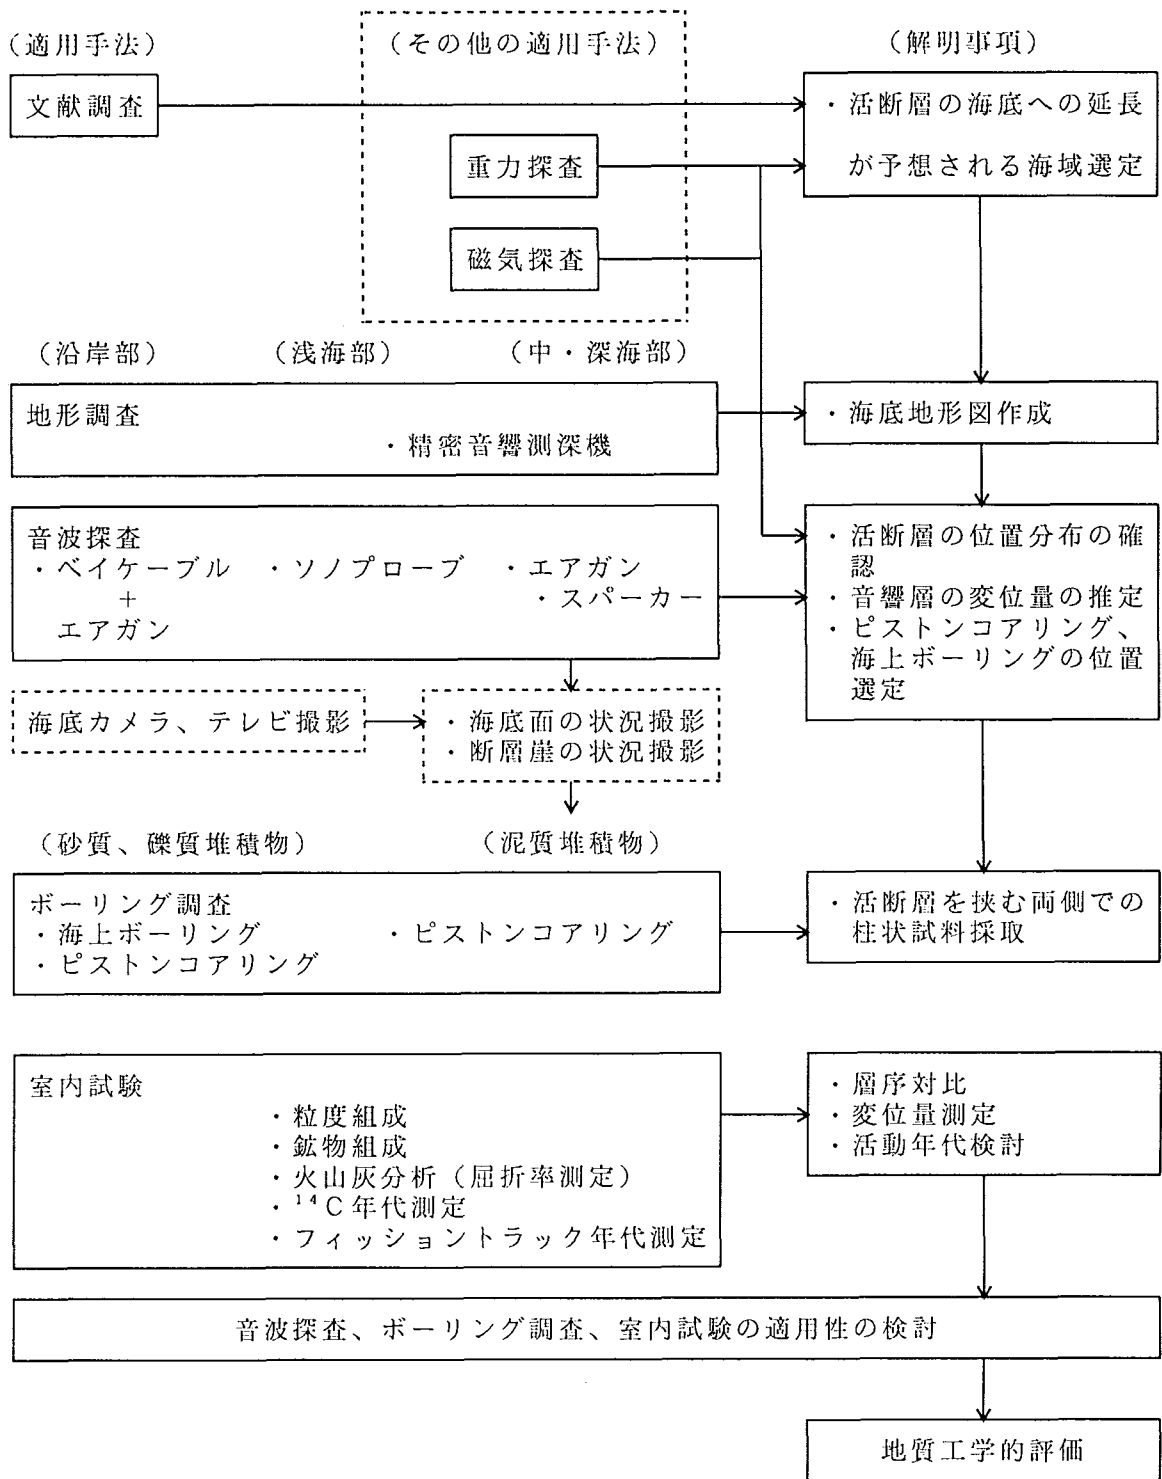 (適用手法)
(その他の適用手法)
(解明事項)
文献調査
・活断層の海底への延長
が予想される海域選定
重力探査
磁気探査
(沿岸部)
(浅海部)
(中・深海部)
地形調査
・精密音響測深機
・海底地形図作成
音波探査
・ベイケーブル ・ソノプローブ ・エアガン
+ ・スパーカー
エアガン
・活断層の位置分布の確
認
・音響層の変位量の推定
・ピストンコアリング、
海上ボーリングの位置
選定
海底カメラ、テレビ撮影
・海底面の状況撮影
・断層崖の状況撮影
(砂質、礫質堆積物)
(泥質堆積物)
ボーリング調査
・海上ボーリング ・ピストンコアリング
・ピストンコアリング
・活断層を挟む両側での
柱状試料採取
室内試験
・粒度組成
・鉱物組成
・火山灰分析(屈折率測定)
・¹⁴C年代測定
・フィッショントラック年代測定
・層序対比
・変位量測定
・活動年代検討
音波探査、ボーリング調査、室内試験の適用性の検討
地質工学的評価